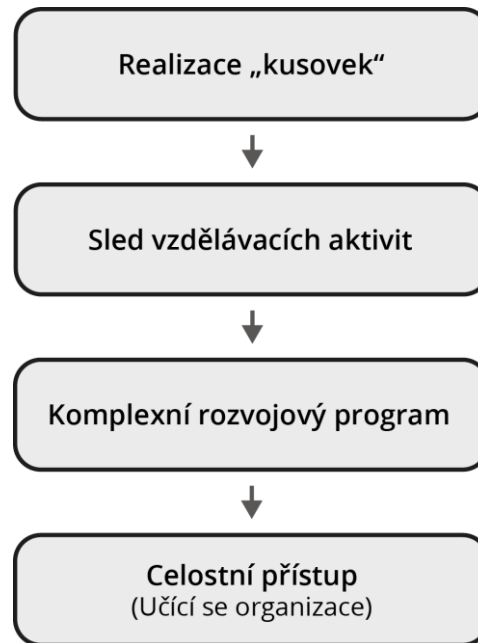 Realizace „kusovek“
Sled vzdělávacích aktivit
Komplexní rozvojový program
Celostní přístup
(Učící se organizace)